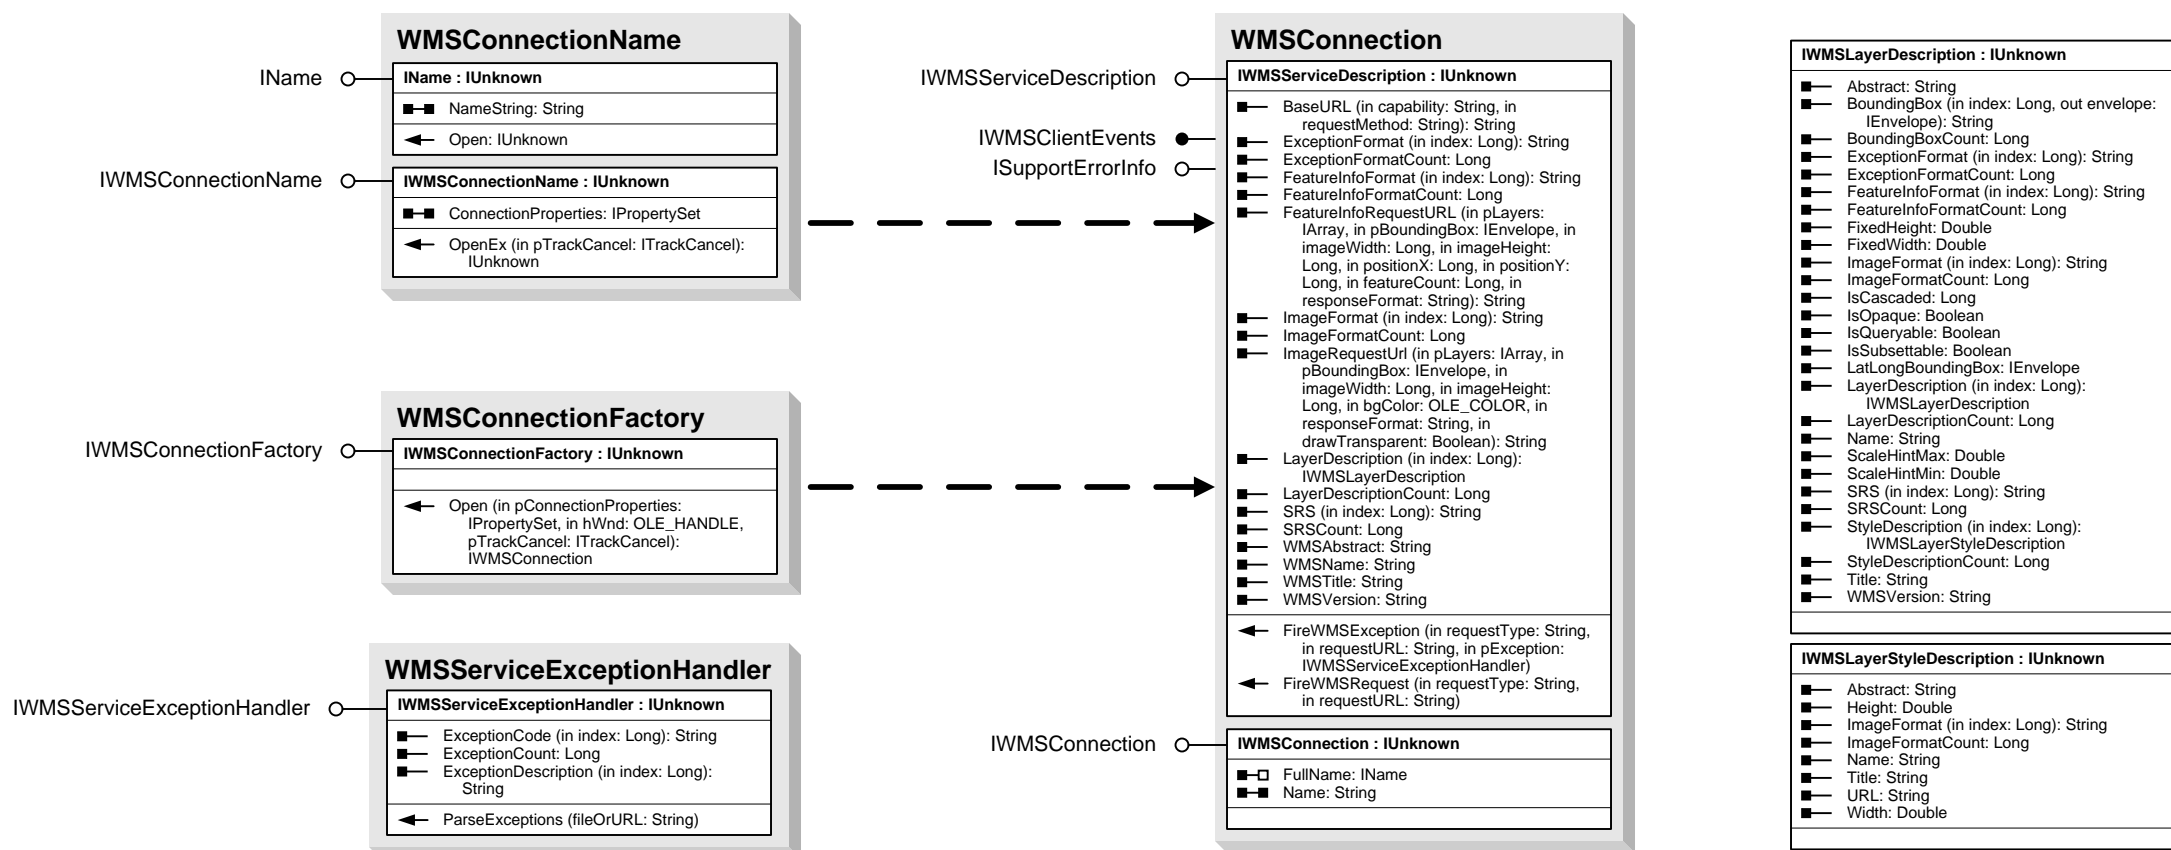 WMSConnectionName
IName
IName : IUnknown
NameString: String
Open: IUnknown
IWMSConnectionName
IWMSConnectionName : IUnknown
ConnectionProperties: IPropertySet
OpenEx (in pTrackCancel: ITrackCancel):
IUnknown
WMSConnectionFactory
IWMSConnectionFactory
IWMSConnectionFactory : IUnknown
Open (in pConnectionProperties:
IPropertySet, in hWnd: OLE_HANDLE,
pTrackCancel: ITrackCancel):
IWMSConnection
WMSServiceExceptionHandler
IWMSServiceExceptionHandler
IWMSServiceExceptionHandler : IUnknown
ExceptionCode (in index: Long): String
ExceptionCount: Long
ExceptionDescription (in index: Long):
String
ParseExceptions (fileOrURL: String)
WMSConnection
IWMSServiceDescription
IWMSClientEvents
ISupportErrorInfo
IWMSServiceDescription : IUnknown
BaseURL (in capability: String, in
requestMethod: String): String
ExceptionFormat (in index: Long): String
ExceptionFormatCount: Long
FeatureInfoFormat (in index: Long): String
FeatureInfoFormatCount: Long
FeatureInfoRequestURL (in pLayers:
IArray, in pBoundingBox: IEnvelope, in
imageWidth: Long, in imageHeight:
Long, in positionX: Long, in positionY:
Long, in featureCount: Long, in
responseFormat: String): String
ImageFormat (in index: Long): String
ImageFormatCount: Long
ImageRequestUrl (in pLayers: IArray, in
pBoundingBox: IEnvelope, in
imageWidth: Long, in imageHeight:
Long, in bgColor: OLE_COLOR, in
responseFormat: String, in
drawTransparent: Boolean): String
LayerDescription (in index: Long):
IWMSLayerDescription
LayerDescriptionCount: Long
SRS (in index: Long): String
SRSCount: Long
WMSAbstract: String
WMSName: String
WMSTitle: String
WMSVersion: String
FireWMSException (in requestType: String,
in requestURL: String, in pException:
IWMSServiceExceptionHandler)
FireWMSRequest (in requestType: String,
in requestURL: String)
IWMSConnection
IWMSConnection : IUnknown
FullName: IName
Name: String
IWMSLayerDescription : IUnknown
Abstract: String
BoundingBox (in index: Long, out envelope:
IEnvelope): String
BoundingBoxCount: Long
ExceptionFormat (in index: Long): String
ExceptionFormatCount: Long
FeatureInfoFormat (in index: Long): String
FeatureInfoFormatCount: Long
FixedHeight: Double
FixedWidth: Double
ImageFormat (in index: Long): String
ImageFormatCount: Long
IsCascaded: Long
IsOpaque: Boolean
IsQueryable: Boolean
IsSubsettable: Boolean
LatLongBoundingBox: IEnvelope
LayerDescription (in index: Long):
IWMSLayerDescription
LayerDescriptionCount: Long
Name: String
ScaleHintMax: Double
ScaleHintMin: Double
SRS (in index: Long): String
SRSCount: Long
StyleDescription (in index: Long):
IWMSLayerStyleDescription
StyleDescriptionCount: Long
Title: String
WMSVersion: String
IWMSLayerStyleDescription : IUnknown
Abstract: String
Height: Double
ImageFormat (in index: Long): String
ImageFormatCount: Long
Name: String
Title: String
URL: String
Width: Double